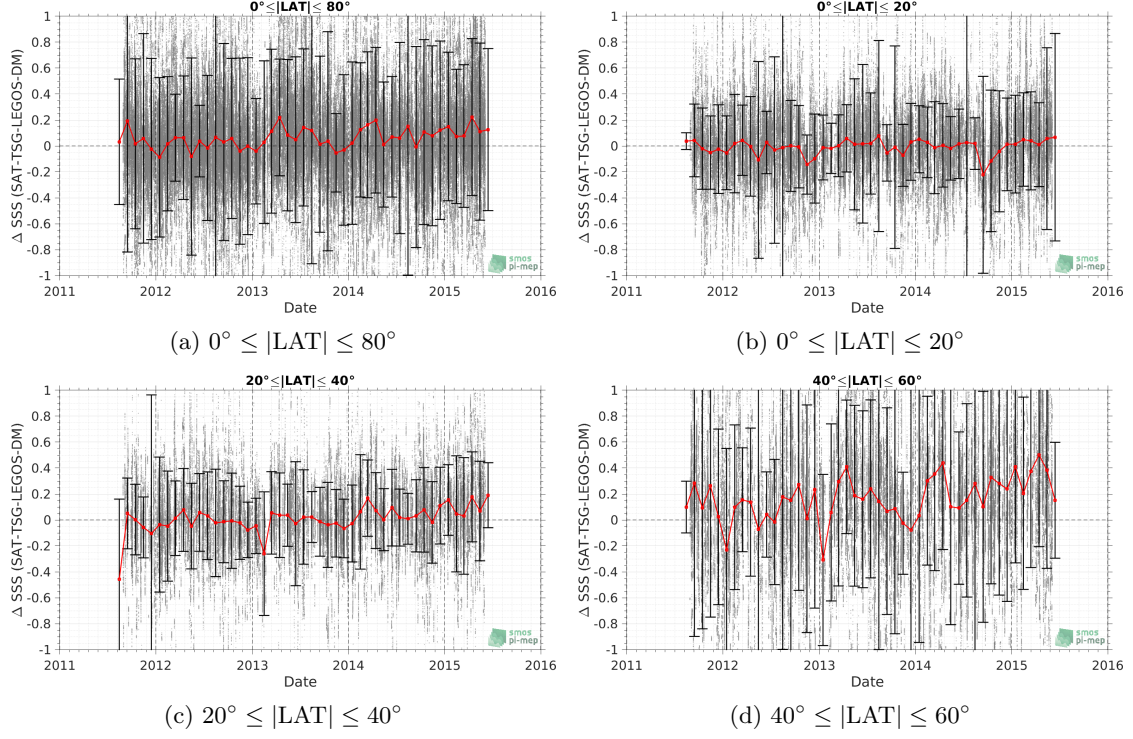 0°≤|LAT|≤ 80°
Δ SSS (SAT-TSG-LEGOS-DM)
1
0.8
0.6
0.4
0.2
0
-0.2
-0.4
-0.6
-0.8
-1
2011 2012 2013 2014 2015 2016
Date
smos
pi-mep
(a) 0° ≤ |LAT| ≤ 80°
0°≤|LAT|≤ 20°
Δ SSS (SAT-TSG-LEGOS-DM)
1
0.8
0.6
0.4
0.2
0
-0.2
-0.4
-0.6
-0.8
-1
2011 2012 2013 2014 2015 2016
Date
smos
pi-mep
(b) 0° ≤ |LAT| ≤ 20°
20°≤|LAT|≤ 40°
Δ SSS (SAT-TSG-LEGOS-DM)
1
0.8
0.6
0.4
0.2
0
-0.2
-0.4
-0.6
-0.8
-1
2011 2012 2013 2014 2015 2016
Date
smos
pi-mep
(c) 20° ≤ |LAT| ≤ 40°
40°≤|LAT|≤ 60°
Δ SSS (SAT-TSG-LEGOS-DM)
1
0.8
0.6
0.4
0.2
0
-0.2
-0.4
-0.6
-0.8
-1
2011 2012 2013 2014 2015 2016
Date
smos
pi-mep
(d) 40° ≤ |LAT| ≤ 60°